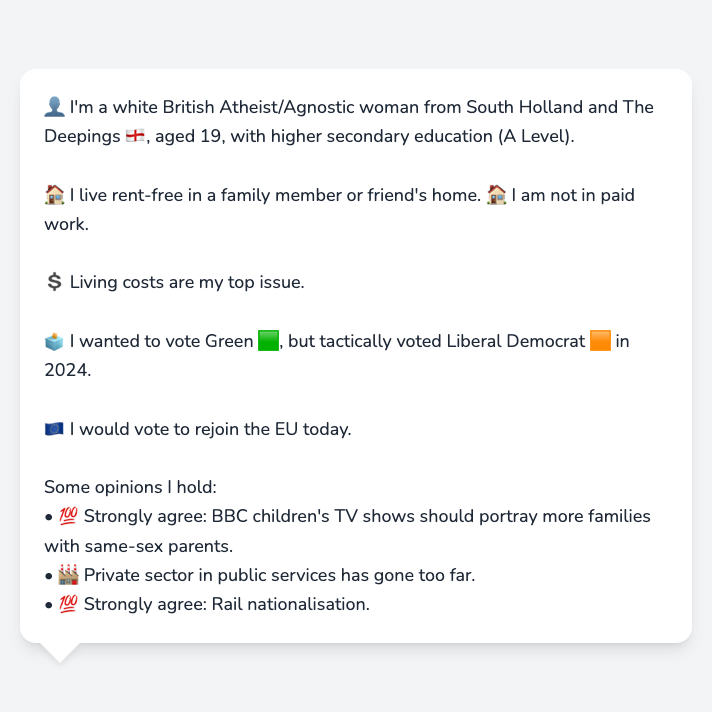 👤 I'm a white British Atheist/Agnostic woman from South Holland and The
Deepings 🏴󠁧󠁢󠁥󠁮󠁧󠁿, aged 19, with higher secondary education (A Level).
🏠 I live rent-free in a family member or friend's home. 🏠 I am not in paid
work.
💲 Living costs are my top issue.
🗳️ I wanted to vote Green 🟩, but tactically voted Liberal Democrat 🟧 in
2024.
🇪🇺 I would vote to rejoin the EU today.
Some opinions I hold:
• 💯 Strongly agree: BBC children's TV shows should portray more families
with same-sex parents.
• 🏭 Private sector in public services has gone too far.
• 💯 Strongly agree: Rail nationalisation.